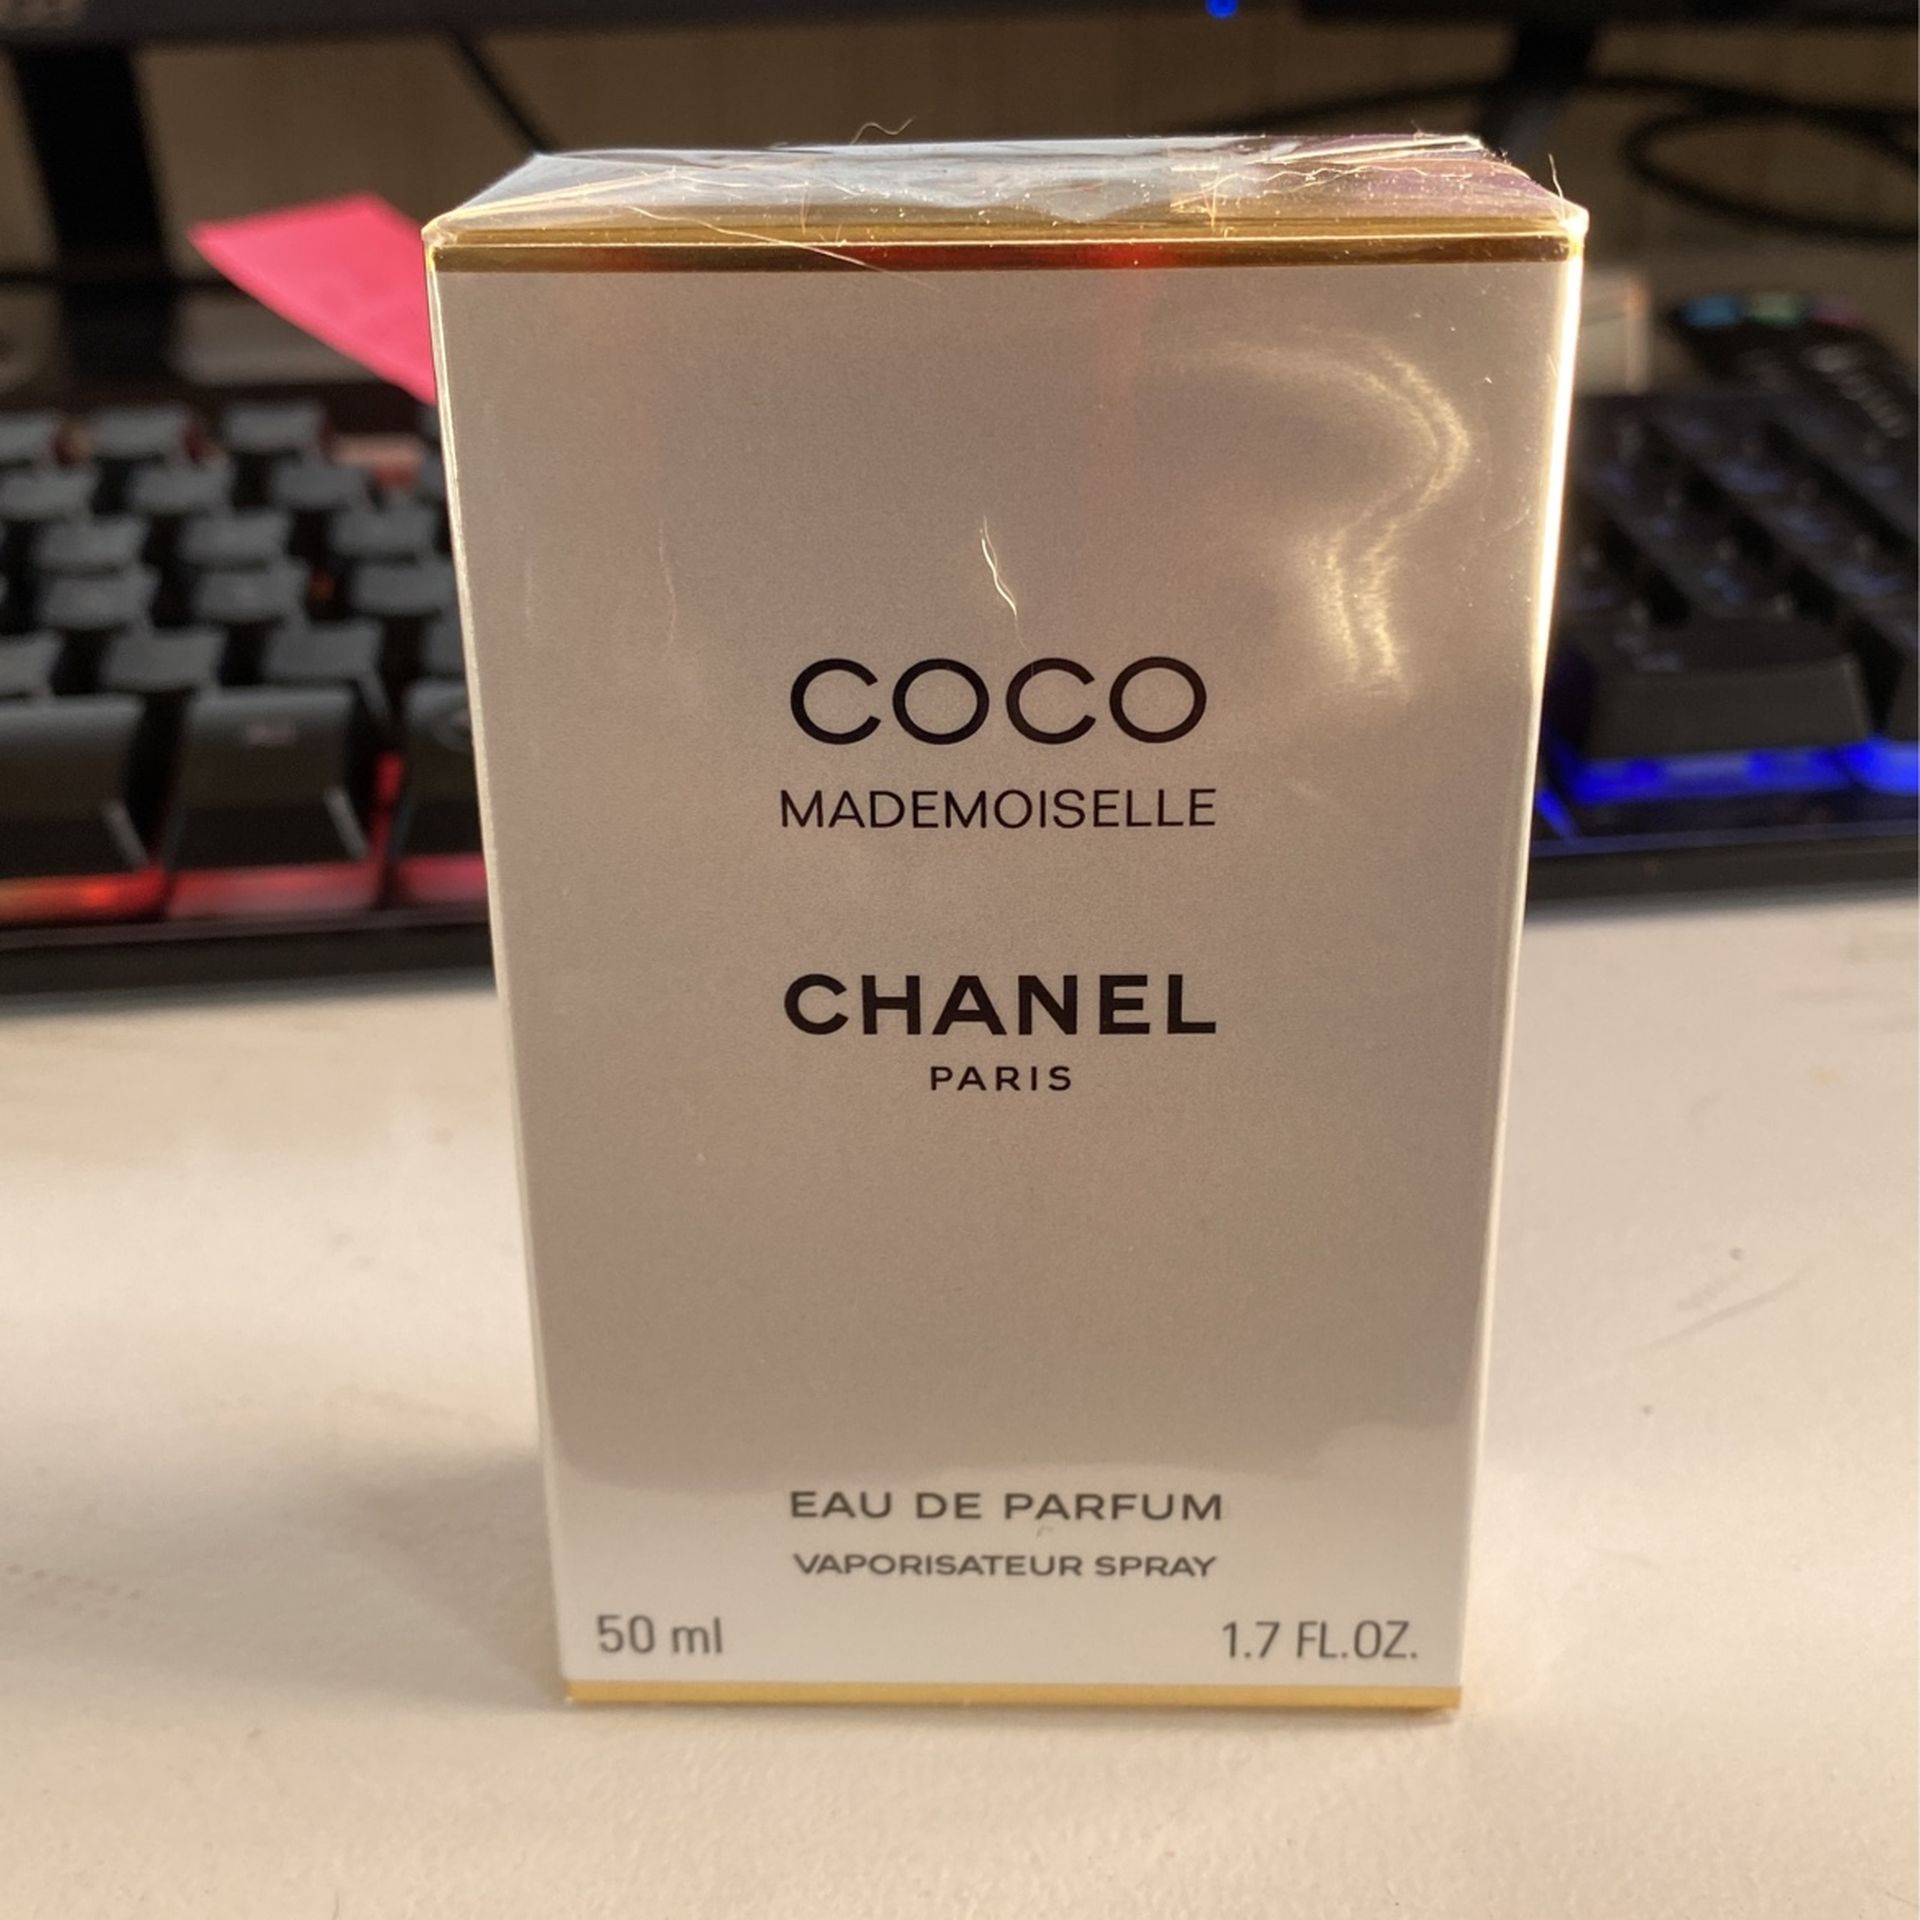 COCO
MADEMOISELLE
CHANEL
PARIS
EAU DE PARFUM
VAPORISATEUR SPRAY
50 ml 1.7 FL.OZ.